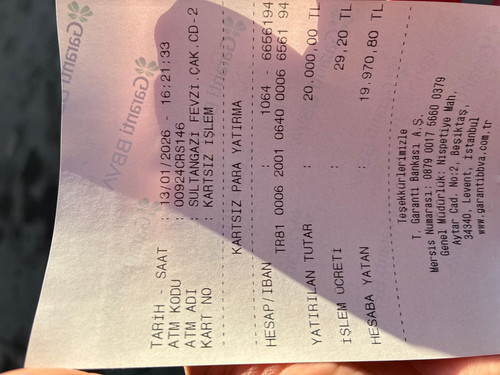 Garanti BBVA
TARİH - SAAT : 13/01/2026 - 16:21:33
ATM KODU : 00924CRS146
ATM ADI : SULTANGAZİ FEVZİ.ÇAK.CD-2
KART NO : KARTSIZ İŞLEM
KARTSIZ PARA YATIRMA
HESAP/IBAN : 1064 - 6656194
TR81 0006 2001 0640 0006 6561 94
YATIRILAN TUTAR : 20.000,00 TL
İŞLEM ÜCRETİ : 29,20 TL
HESABA YATAN : 19.970,80 TL
Teşekkürlerimizle
T. Garanti Bankası A.Ş.
Mersis Numarası: 0879 0017 5660 0379
Genel Müdürlük: Nispetiye Mah.
Aytar Cad. No:2, Beşiktaş,
34340, Levent, İstanbul
www.garantibbva.com.tr